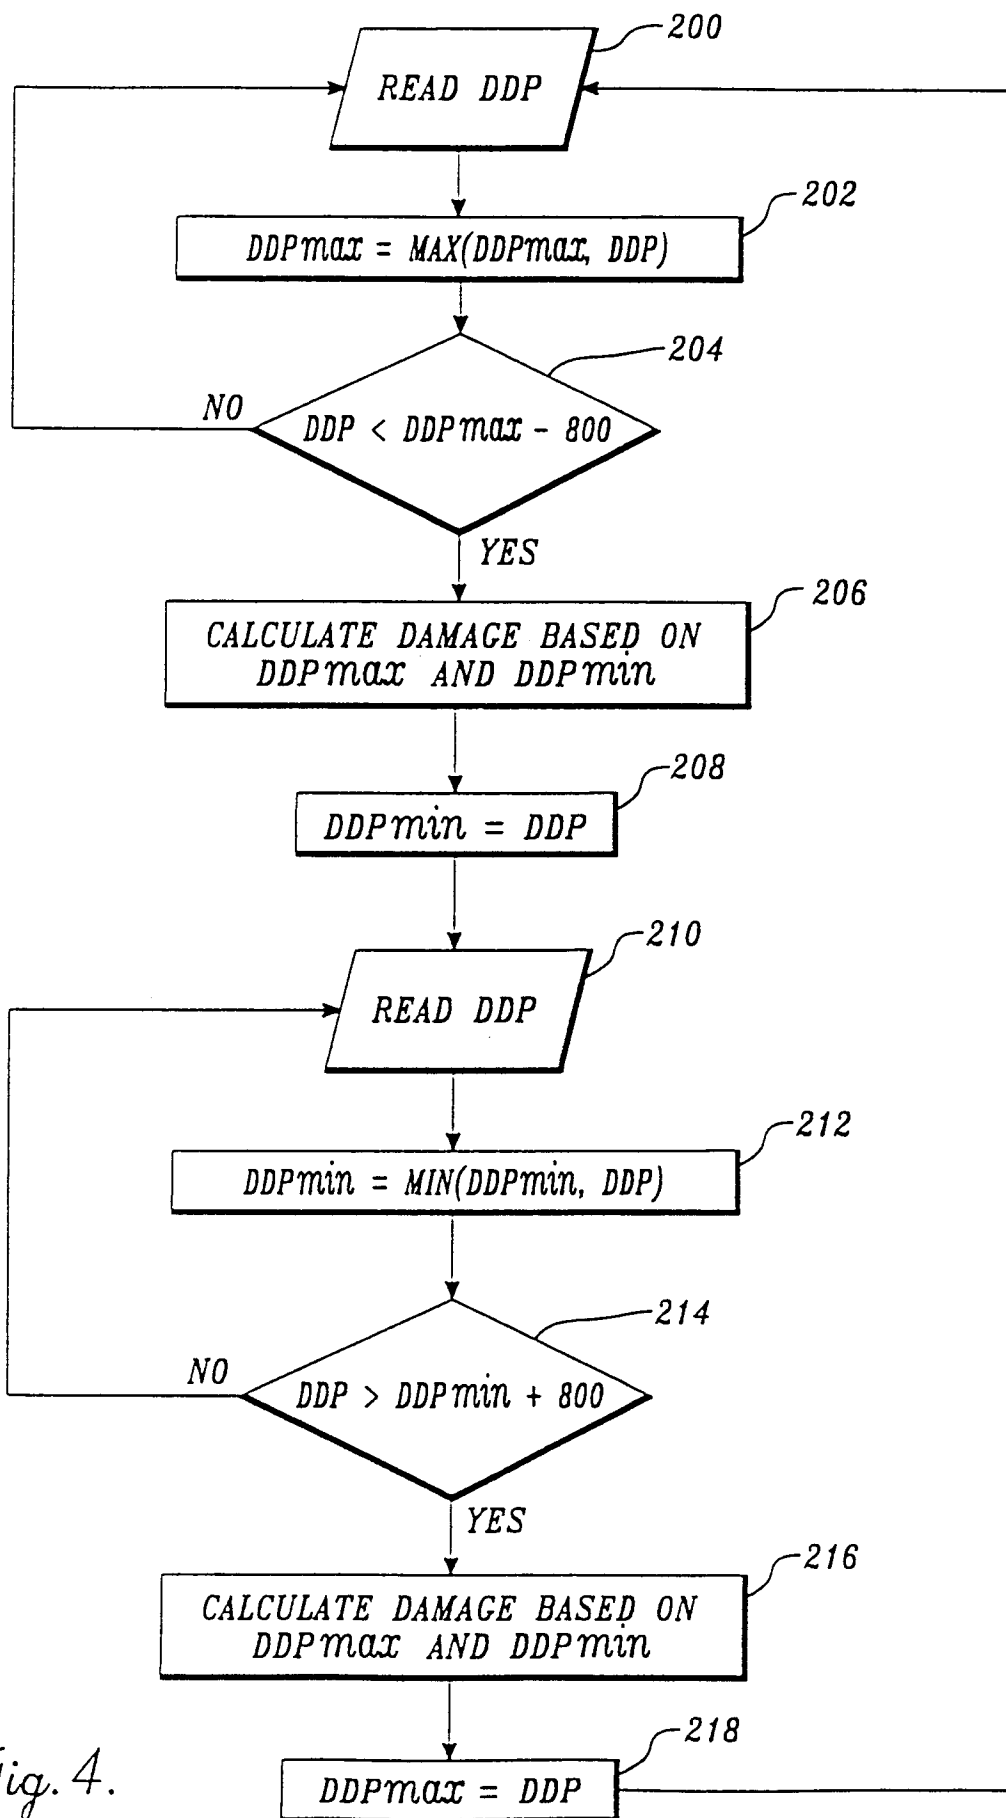 200
READ DDP
202
DDPmax = MAX(DDPmax, DDP)
204
NO
DDP < DDPmax - 800
YES
206
CALCULATE DAMAGE BASED ON
DDPmax AND DDPmin
208
DDPmin = DDP
210
READ DDP
212
DDPmin = MIN(DDPmin, DDP)
214
NO
DDP > DDPmin + 800
YES
216
CALCULATE DAMAGE BASED ON
DDPmax AND DDPmin
218
Fig. 4.
DDPmax = DDP